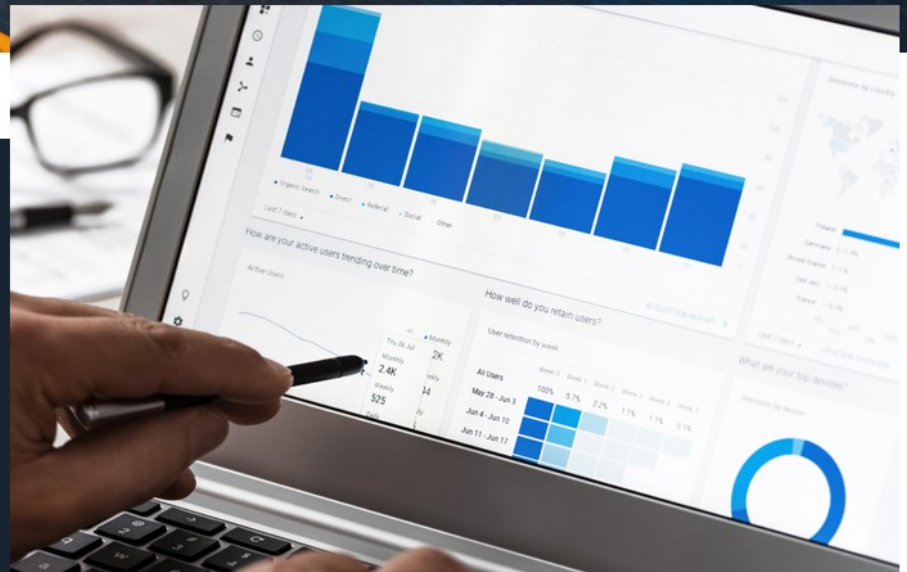 Sessions by country
Organic Search Direct Referral Social Other
Last 7 days
ACQUISITION REPORT
Poland
Germany
United States
France
Last 7 days
How are your active users trending over time?
Active Users
Thu 06 Jul
Monthly
2.4K
Weekly
525
Monthly
2K
How well do you retain users?
User retention by week
Week 0 Week 1 Week 2 Week 3 Week 4 Week 5
All Users 100% 5.7% 2.2% 1.1% 1.1% 0.1%
May 28 - Jun 3
Jun 4 - Jun 10
Jun 11 - Jun 17
What are your top devices?
Sessions by device